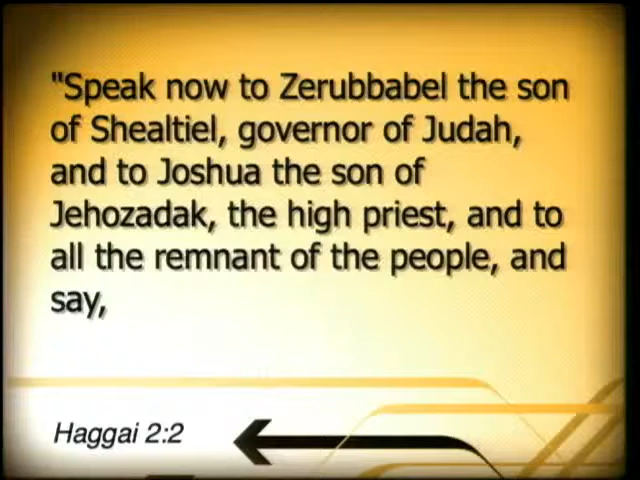 "Speak now to Zerubbabel the son
of Shealtiel, governor of Judah,
and to Joshua the son of
Jehozadak, the high priest, and to
all the remnant of the people, and
say,
Haggai 2:2